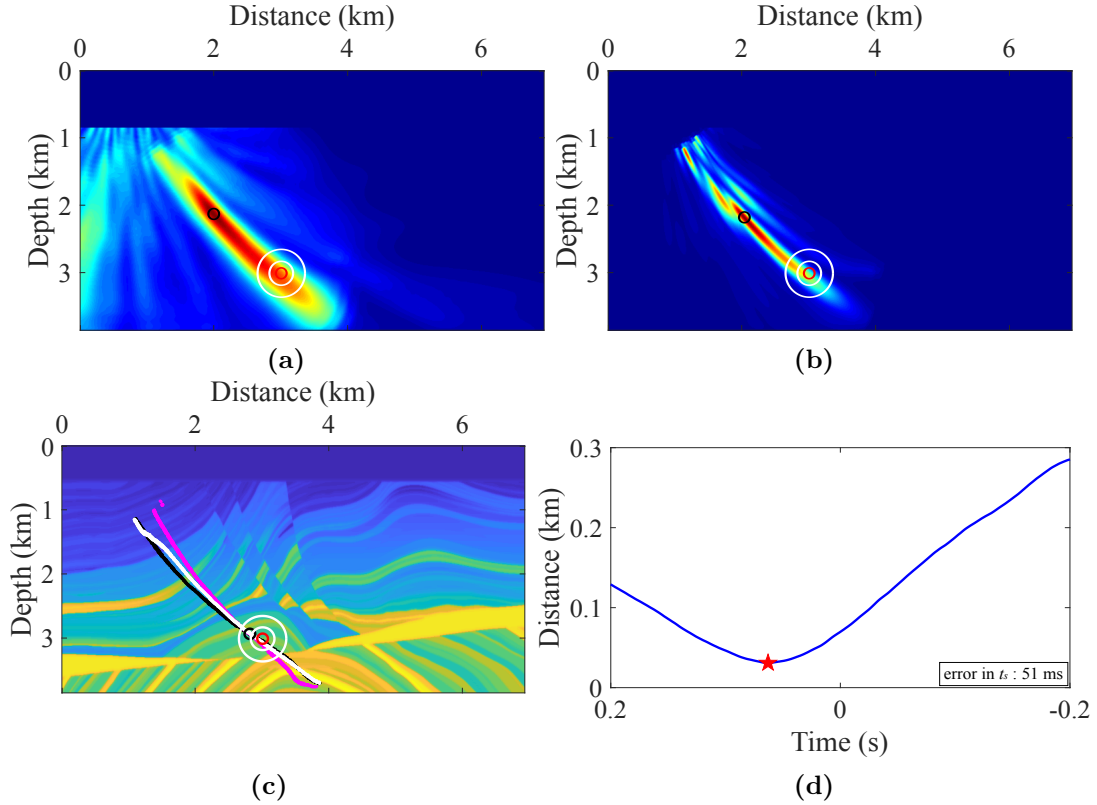 Distance (km)
0 2 4 6
0
1
2
3
Depth (km)
(a)
Distance (km)
0 2 4 6
0
1
2
3
Depth (km)
(b)
Distance (km)
0 2 4 6
0
1
2
3
Depth (km)
(c)
0.3
0.2
0.1
0
Distance (km)
error in ts : 51 ms
0.2 0 -0.2
Time (s)
(d)